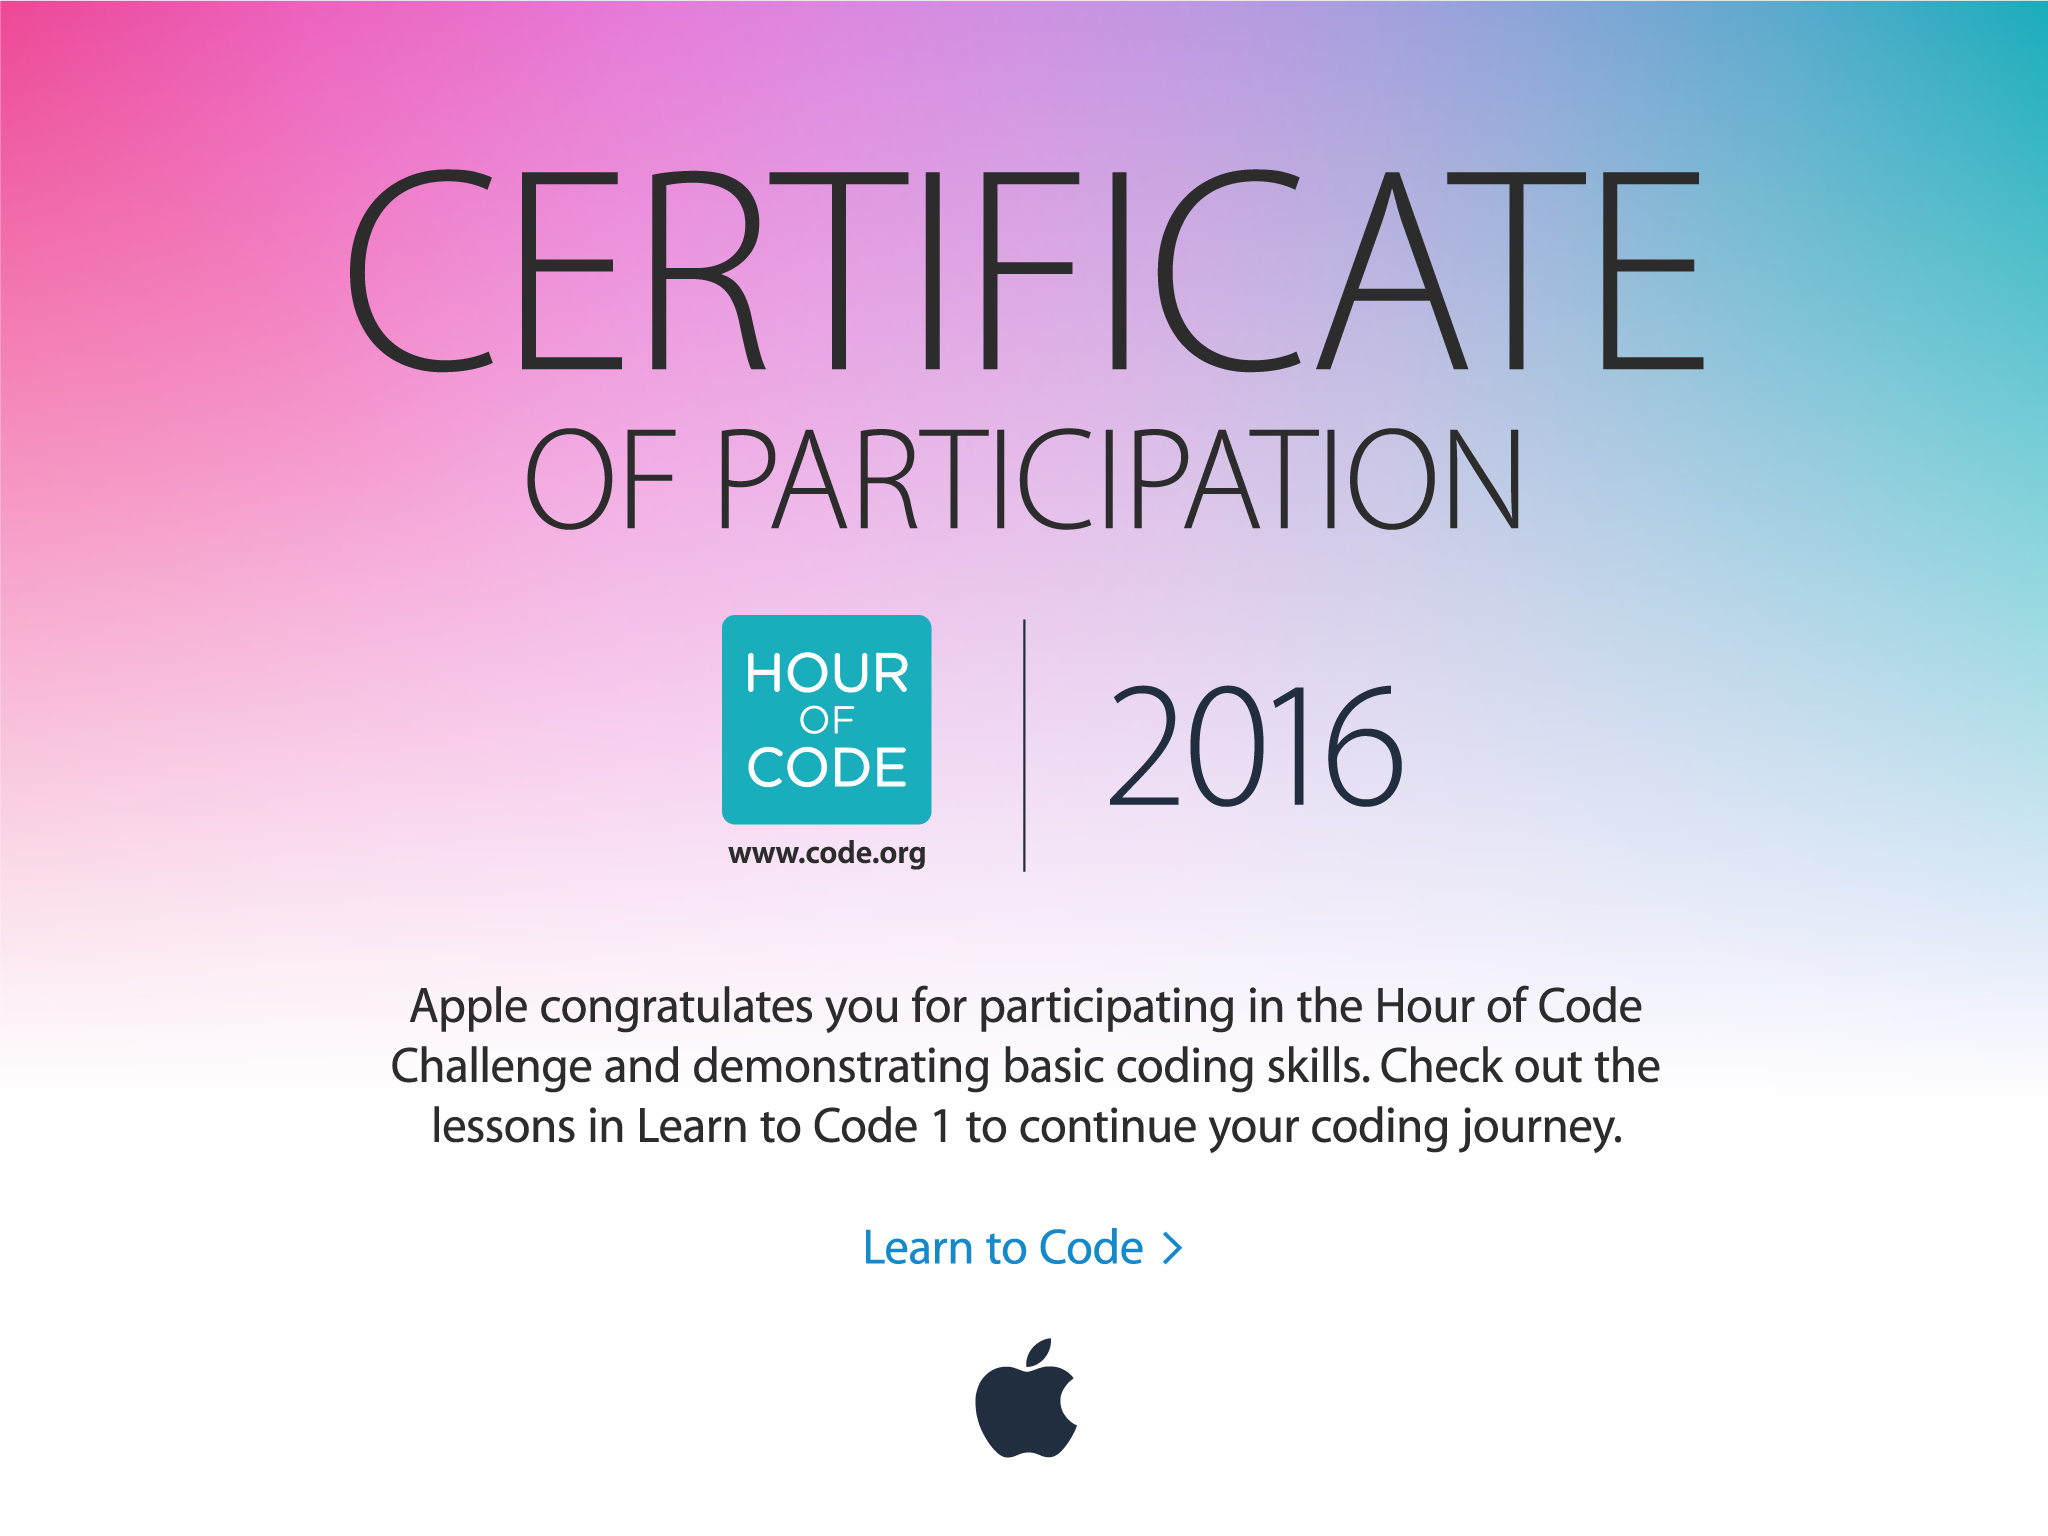 CERTIFICATE
OF PARTICIPATION
HOUR
OF
CODE
www.code.org
2016
Apple congratulates you for participating in the Hour of Code
Challenge and demonstrating basic coding skills. Check out the
lessons in Learn to Code 1 to continue your coding journey.
Learn to Code >